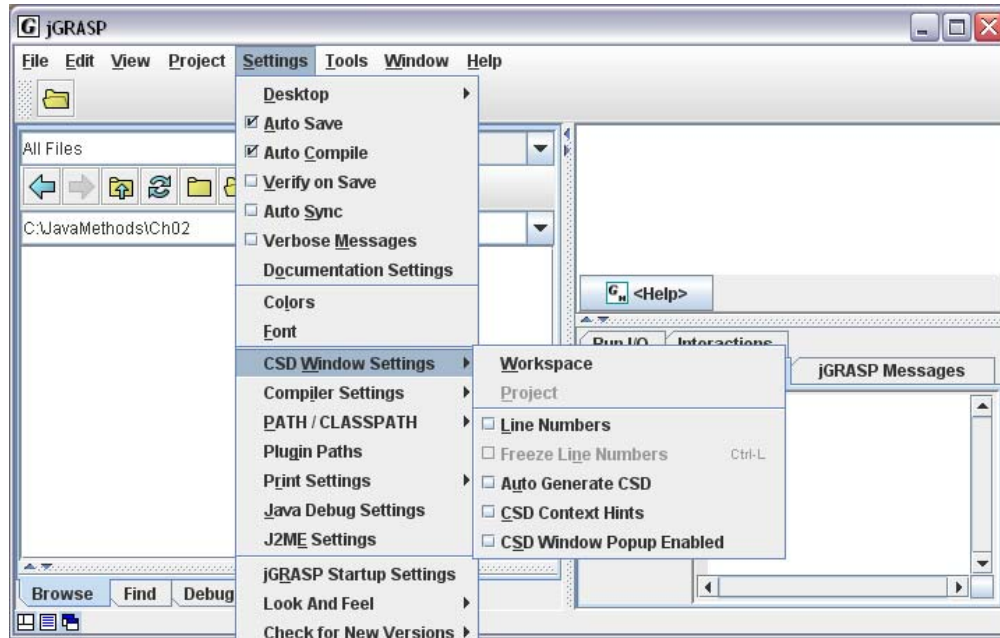 G jGRASP
File Edit View Project Settings Tools Window Help
All Files
C:\JavaMethods\Ch02
Desktop
Auto Save
Auto Compile
Verify on Save
Auto Sync
Verbose Messages
Documentation Settings
Colors
Font
CSD Window Settings
Compiler Settings
PATH / CLASSPATH
Plugin Paths
Print Settings
Java Debug Settings
J2ME Settings
jGRASP Startup Settings
Look And Feel
Check for New Versions
Workspace
Project
Line Numbers
Freeze Line Numbers Ctrl-L
Auto Generate CSD
CSD Context Hints
CSD Window Popup Enabled
GH <Help>
Run I/O Interactions
jGRASP Messages
Browse Find Debug